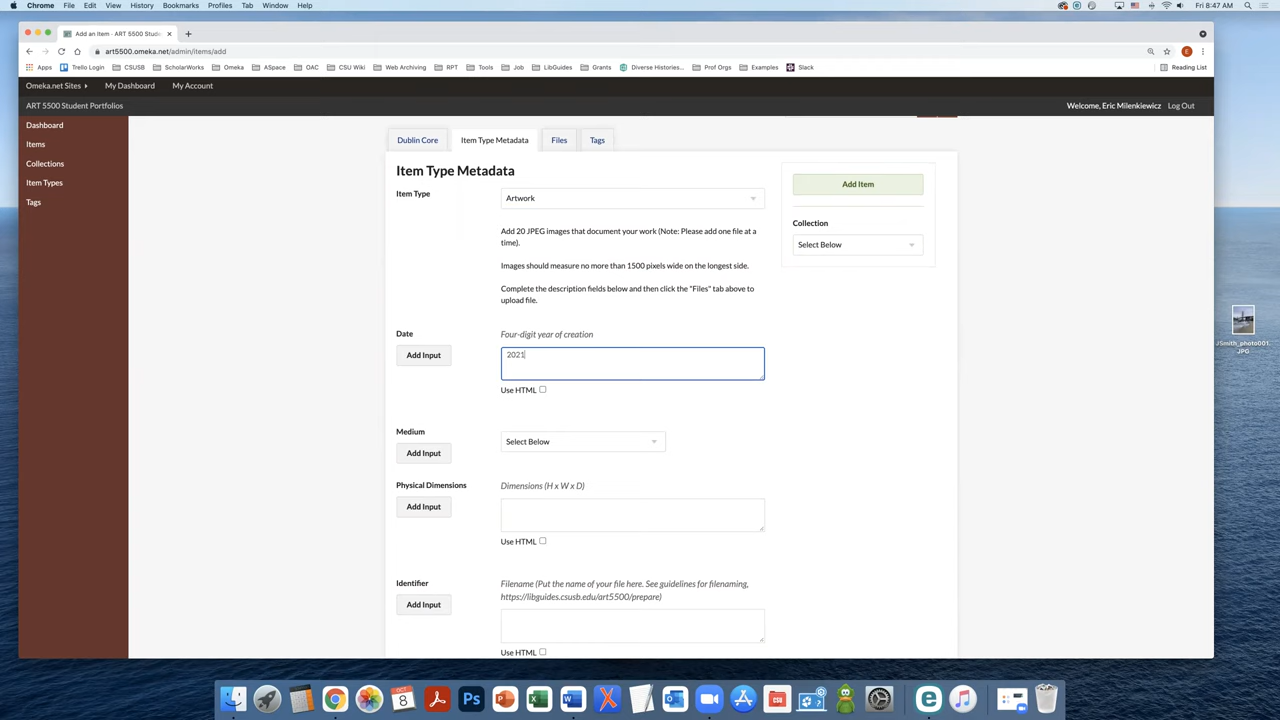 Chrome File Edit View History Bookmarks Profiles Tab Window Help Fri 8:47 AM
Add an Item - ART 5500 Stude
art5500.omeka.net/admin/items/add
Apps Trello Login CSUSB ScholarWorks Omeka ASpace OAC CSU Wiki Web Archiving RPT Tools Job LibGuides Grants Diverse Histories... Prof Orgs Examples Slack Reading List
Omeka.net Sites My Dashboard My Account
ART 5500 Student Portfolios Welcome, Eric Milenkiewicz Log Out
Dashboard
Items
Collections
Item Types
Tags
Dublin Core Item Type Metadata Files Tags
Item Type Metadata
Item Type Artwork
Add 20 JPEG images that document your work (Note: Please add one file at a
time).
Images should measure no more than 1500 pixels wide on the longest side.
Complete the description fields below and then click the "Files" tab above to
upload file.
Date Four-digit year of creation
Add Input 2021
Use HTML
Medium
Add Input Select Below
Physical Dimensions Dimensions (H x W x D)
Add Input
Use HTML
Identifier Filename (Put the name of your file here. See guidelines for filenaming,
https://libguides.csusb.edu/art5500/prepare)
Add Input
Use HTML
Add Item
Collection
Select Below
E
JSmith_photo001.
JPG
OCT
8
Ps